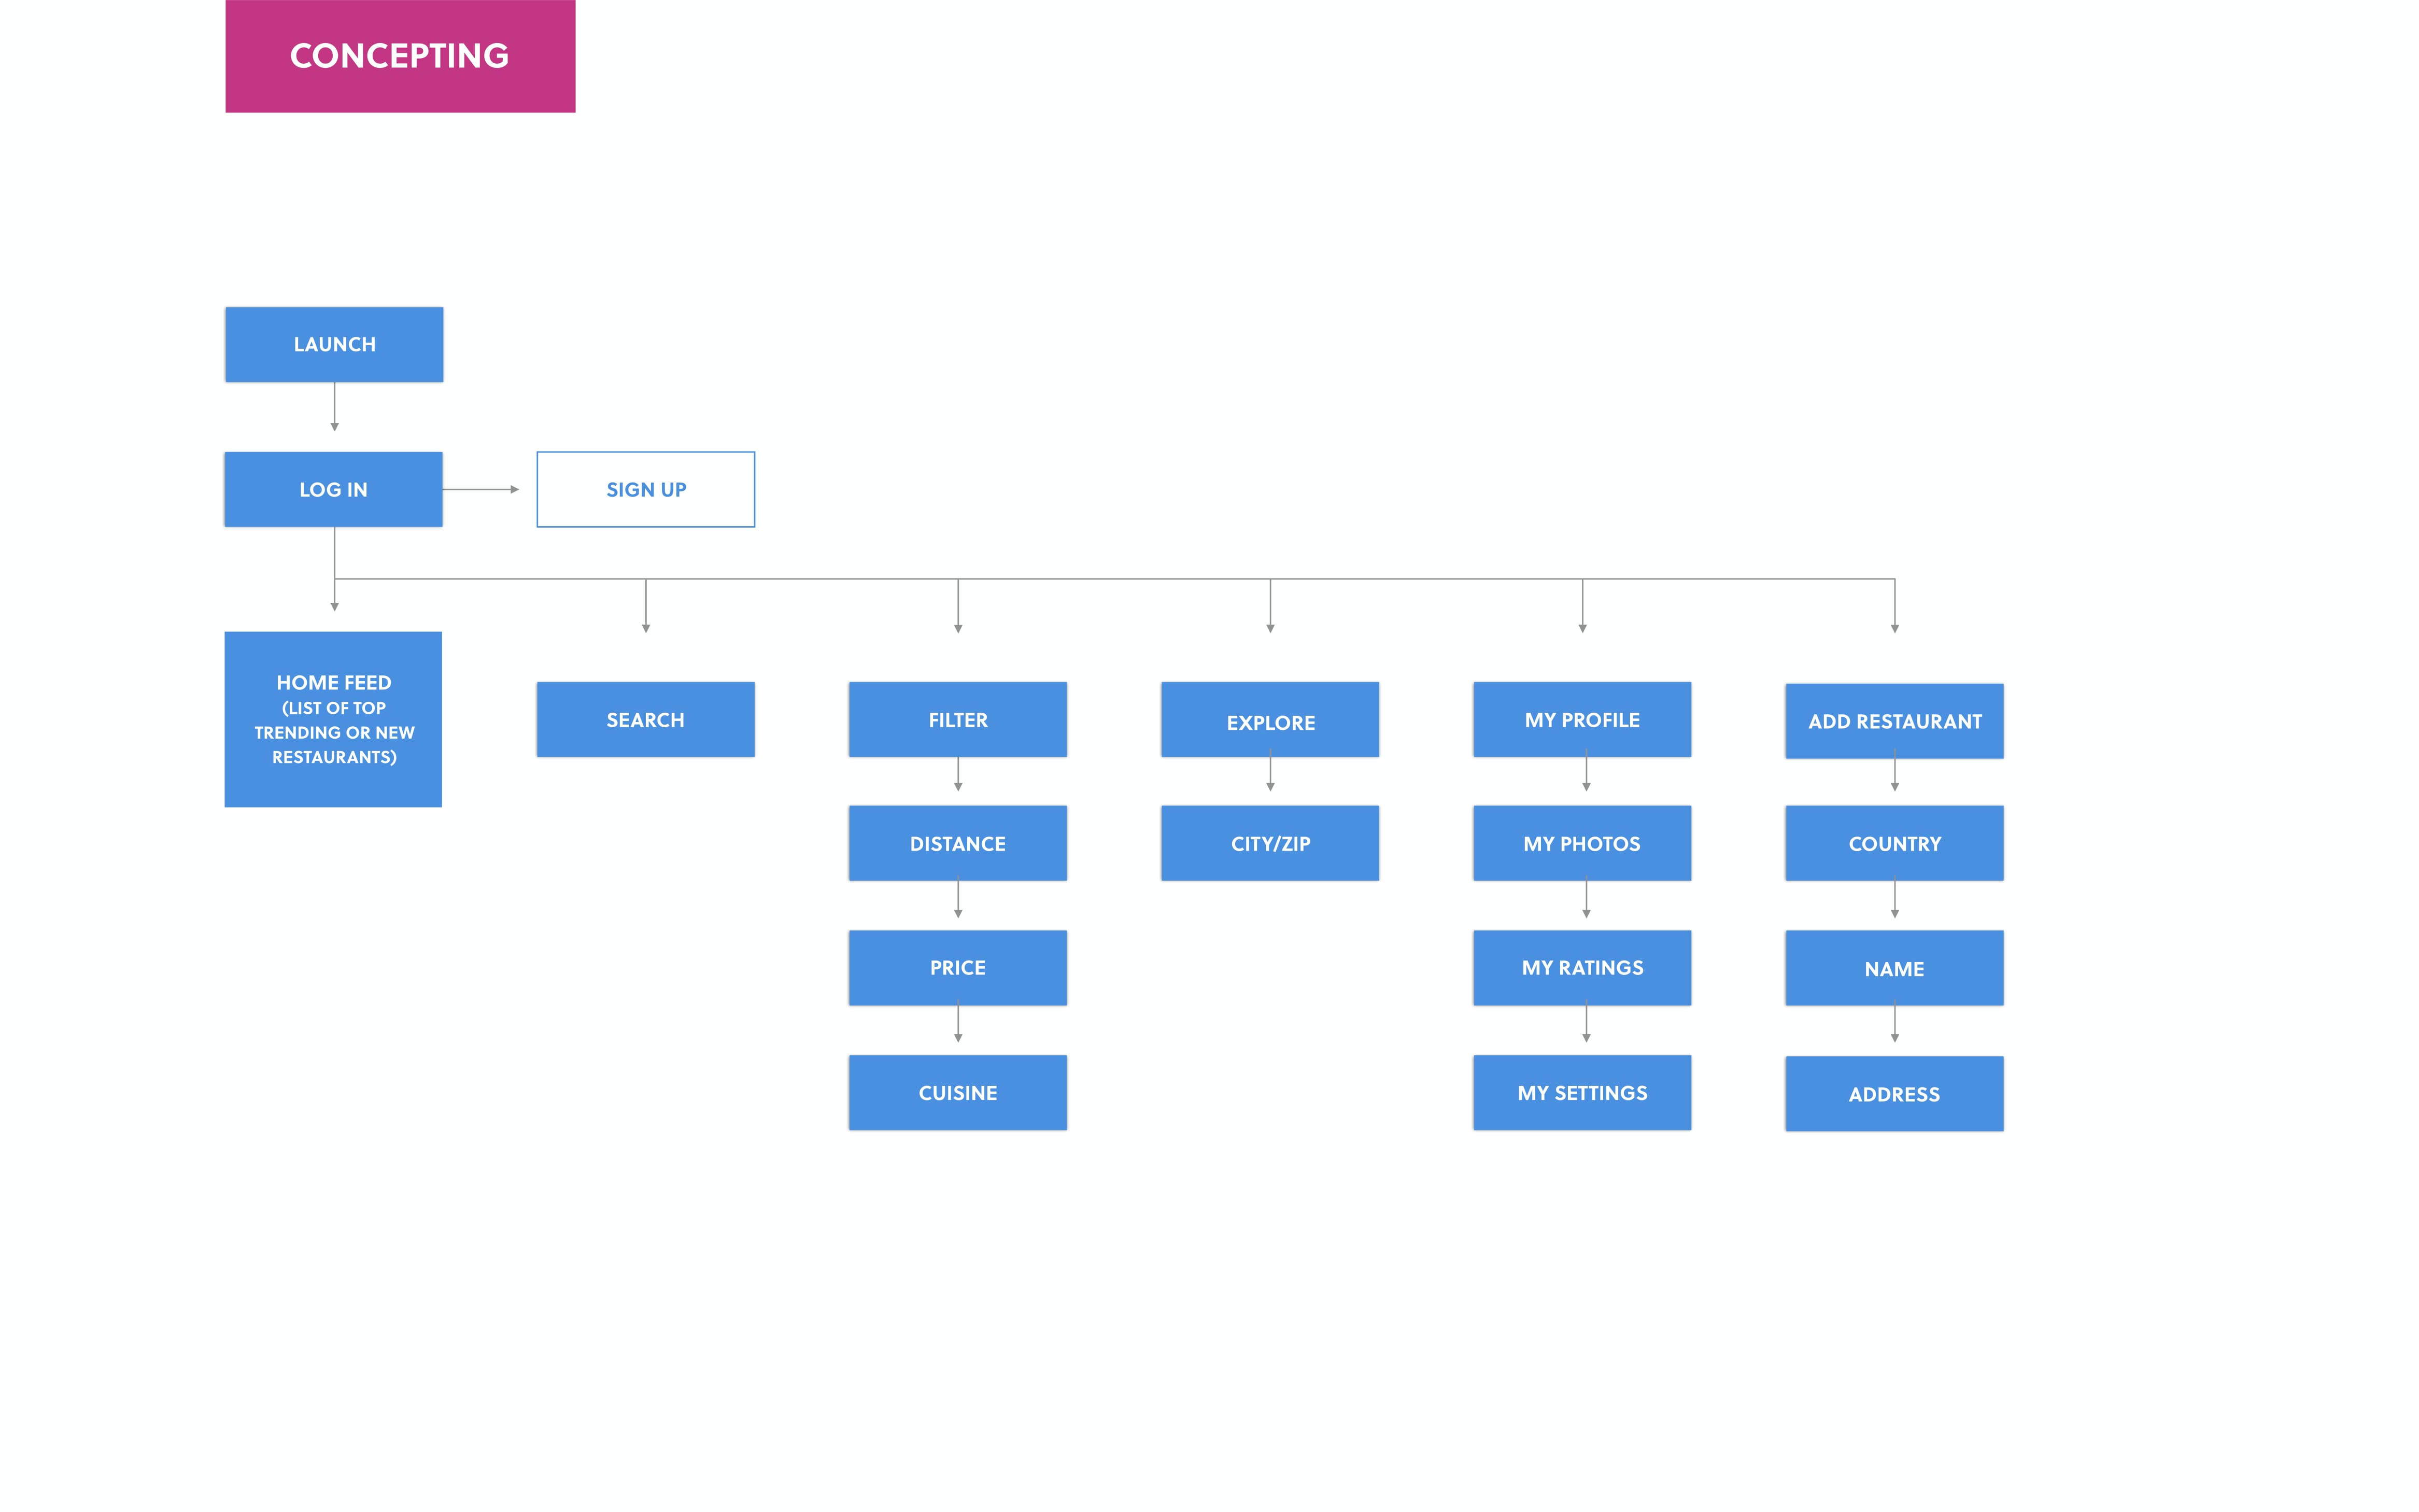 CONCEPTING
LAUNCH
LOG IN
SIGN UP
HOME FEED
(LIST OF TOP
TRENDING OR NEW
RESTAURANTS)
SEARCH
FILTER
EXPLORE
MY PROFILE
ADD RESTAURANT
DISTANCE
CITY/ZIP
MY PHOTOS
COUNTRY
PRICE
MY RATINGS
NAME
CUISINE
MY SETTINGS
ADDRESS